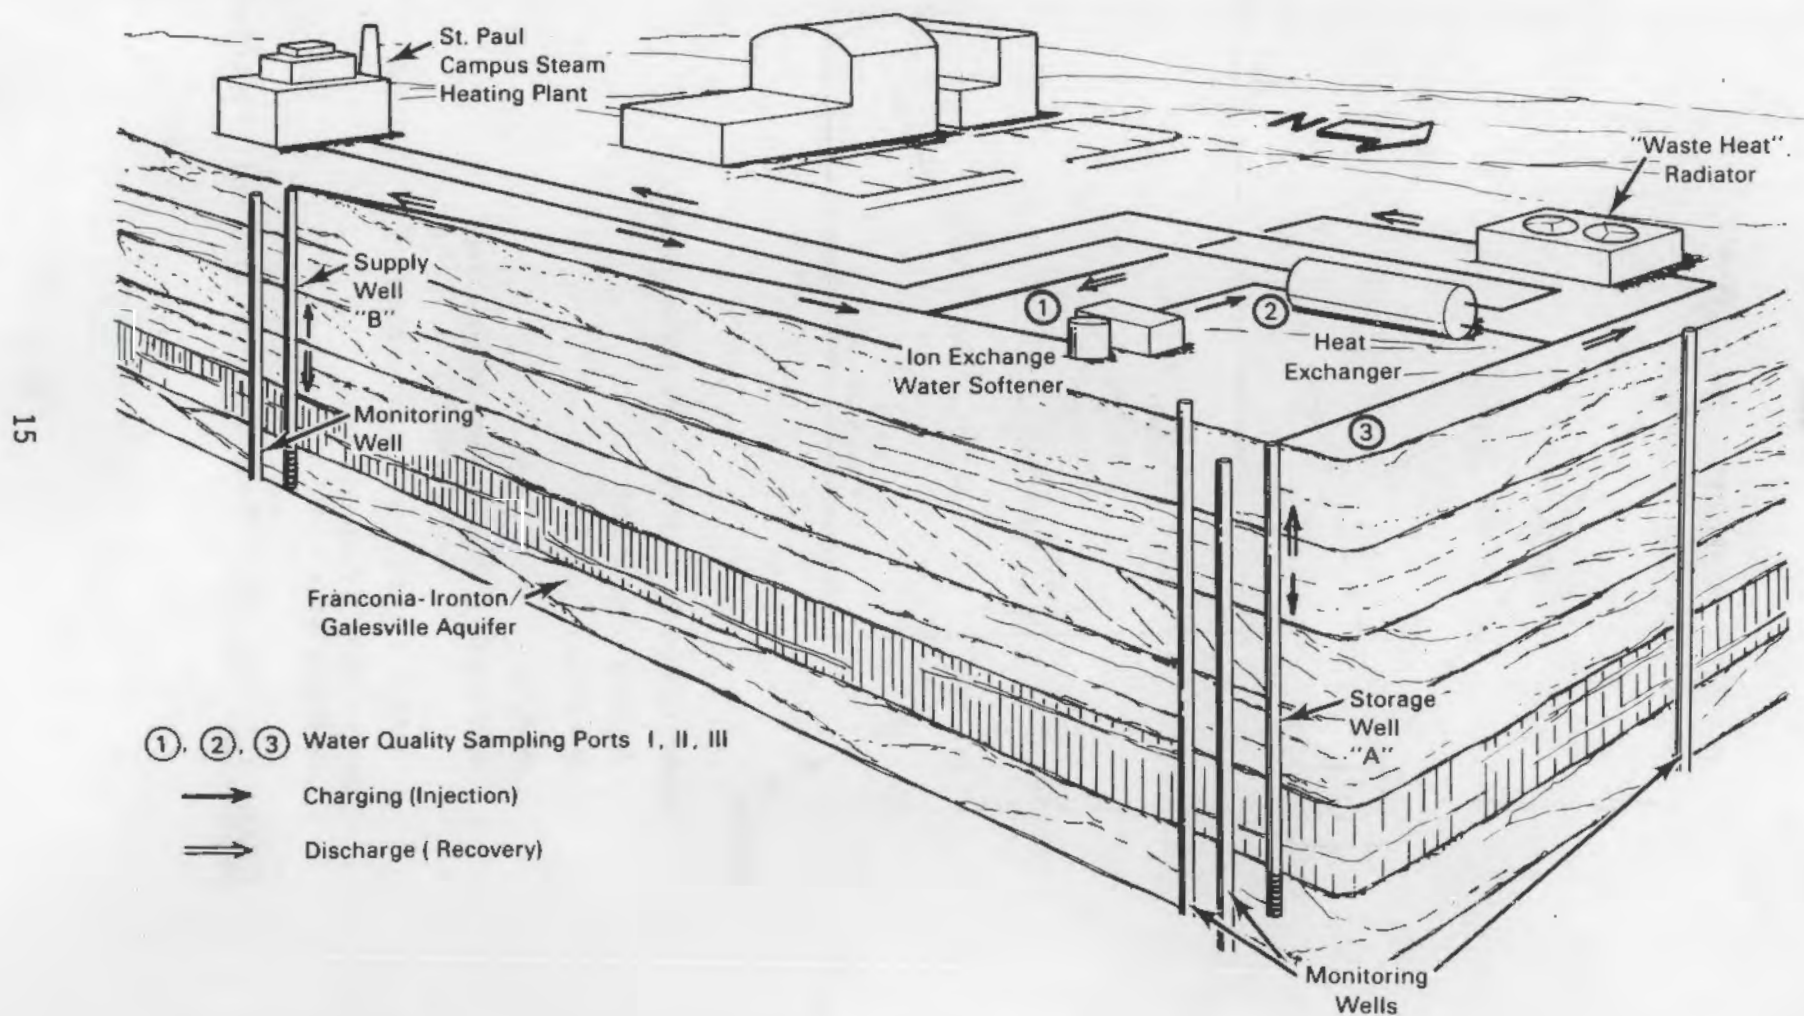 St. Paul
Campus Steam
Heating Plant
N
"Waste Heat"
Radiator
Supply
Well
"B"
1
2
Ion Exchange
Water Softener
Heat
Exchanger
Monitoring
Well
3
15
Franconia-Ironton/
Galesville Aquifer
Storage
Well
"A"
1, 2, 3 Water Quality Sampling Ports I, II, III
Charging (Injection)
Discharge (Recovery)
Monitoring
Wells